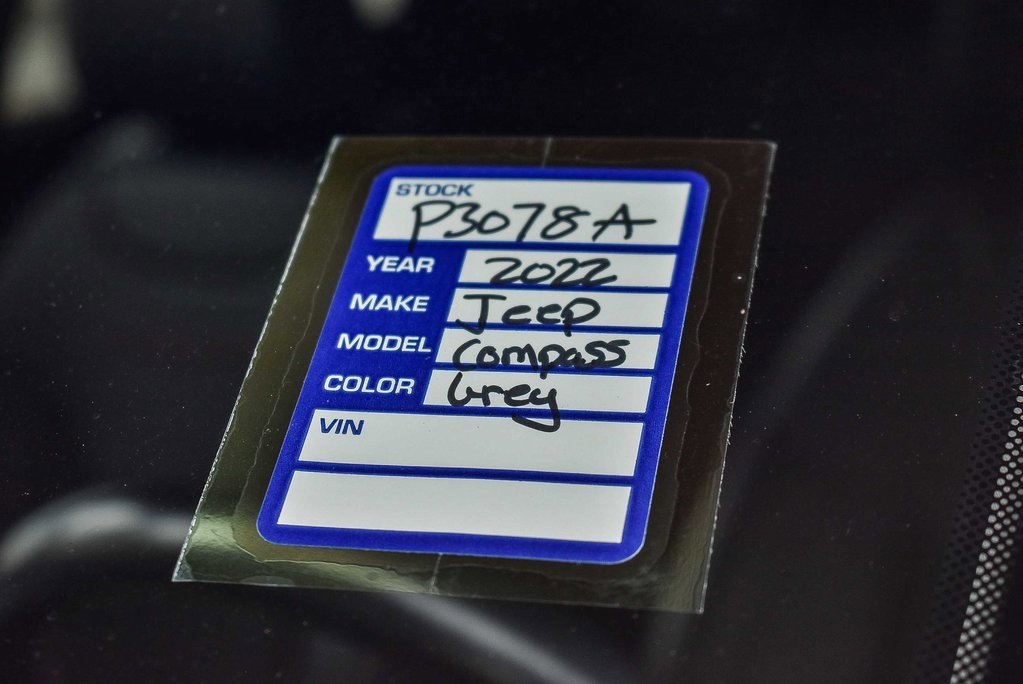 STOCK
P3078A
YEAR 2022
MAKE Jeep
MODEL Compass
COLOR Grey
VIN